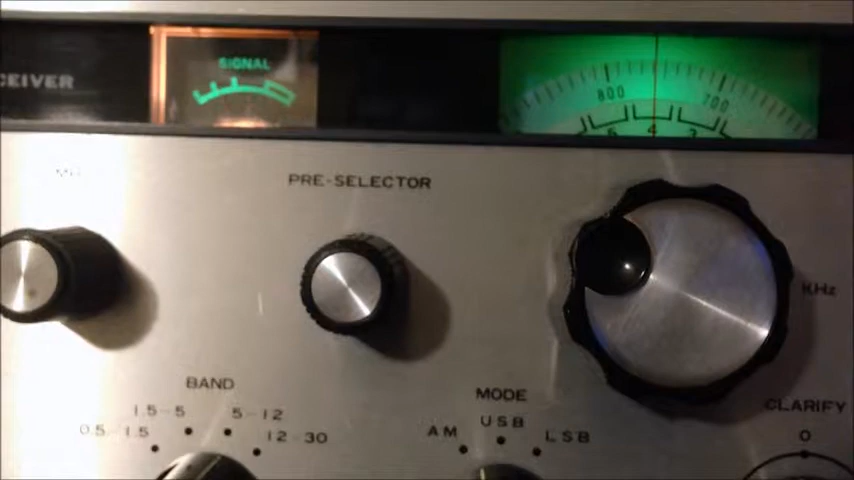 SIGNAL
CEIVER
800 700
5 4 3
PRE-SELECTOR
KHz
BAND
1.5-5 5-12
0.5-1.5 12-30
MODE
USB
AM LSB
CLARIFY
0